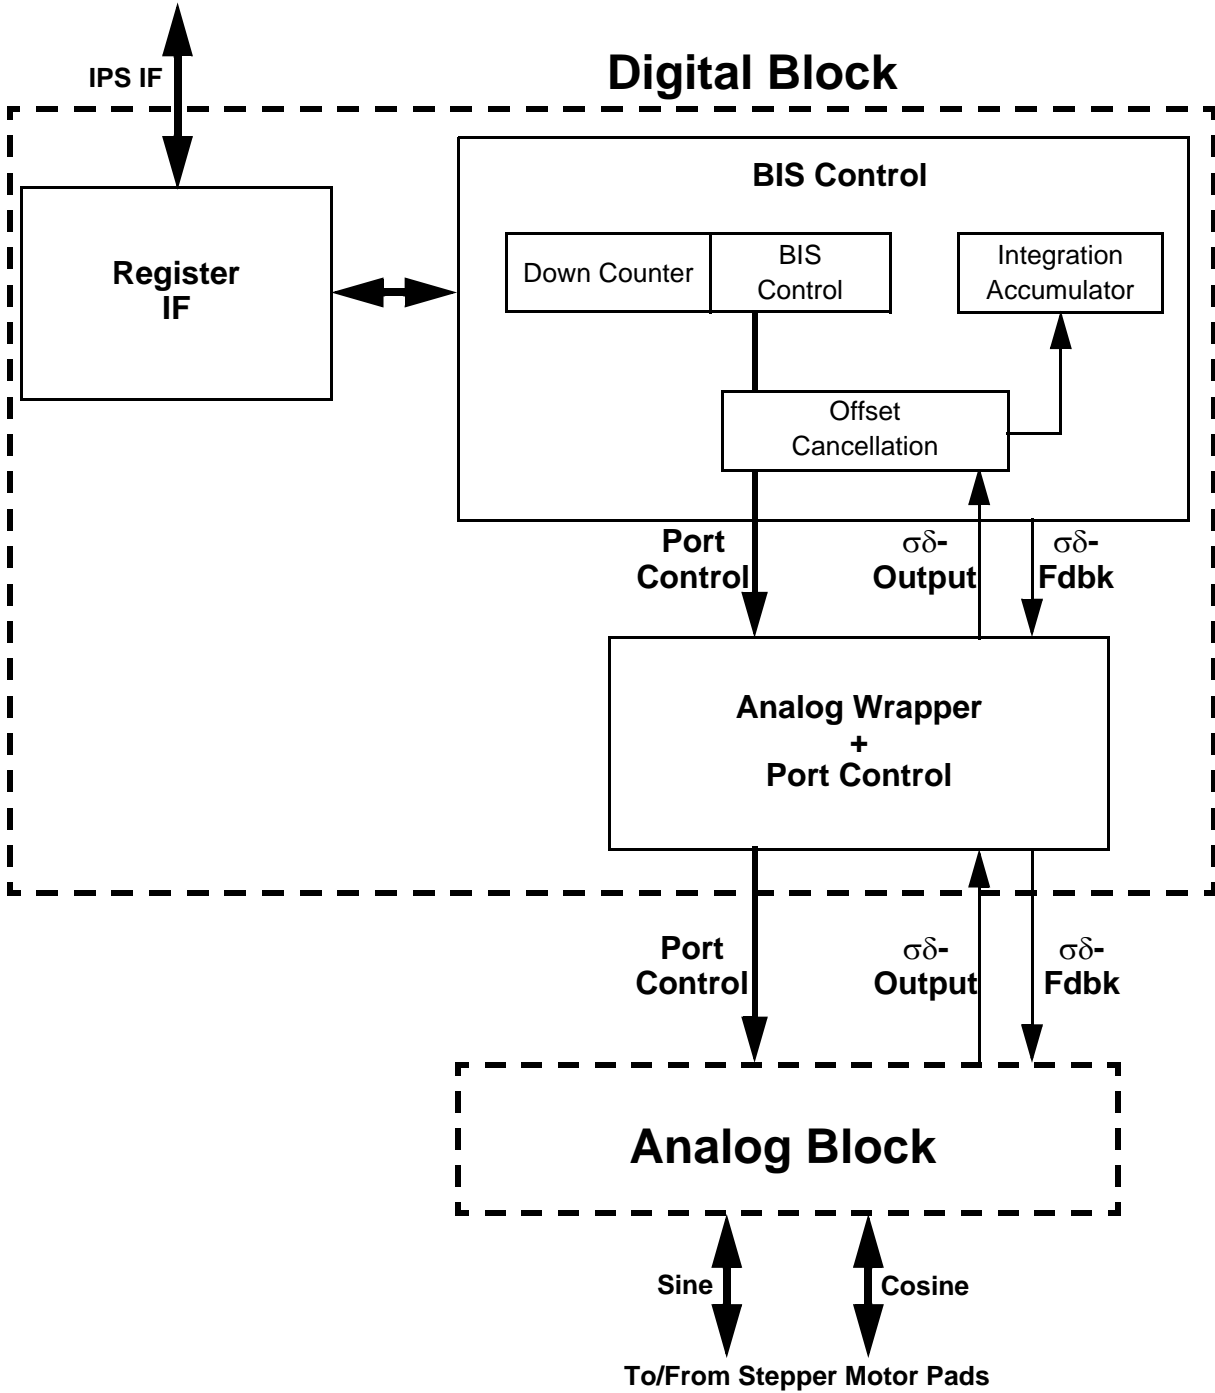 IPS IF
Digital Block
BIS Control
Register
IF
Down Counter
BIS
Control
Integration
Accumulator
Offset
Cancellation
Port
Control
σδ-
Output
σδ-
Fdbk
Analog Wrapper
+
Port Control
Port
Control
σδ-
Output
σδ-
Fdbk
Analog Block
Sine
Cosine
To/From Stepper Motor Pads